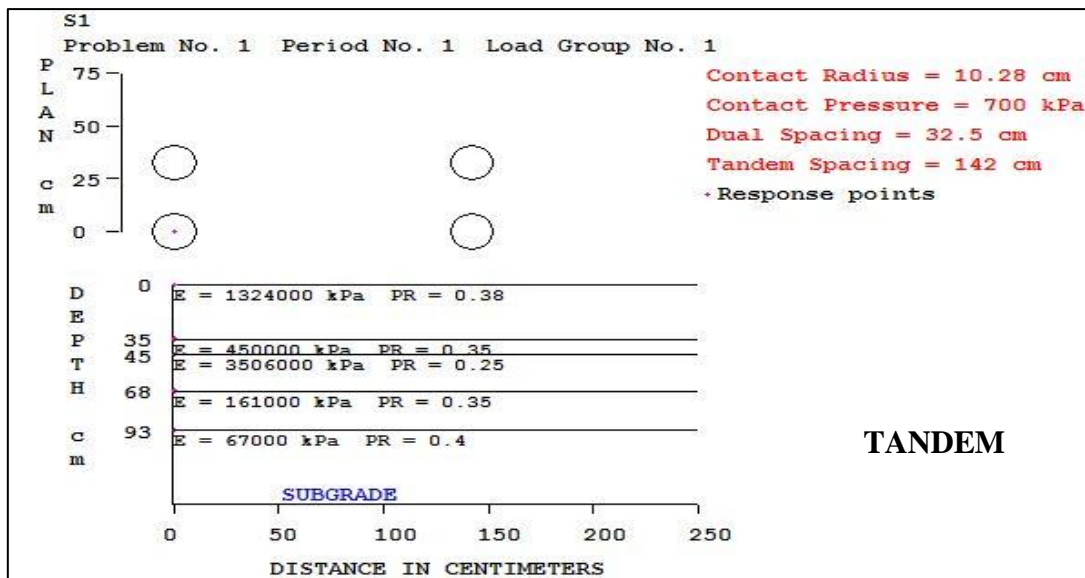 S1
Problem No. 1 Period No. 1 Load Group No. 1
PLAN cm
75
50
25
0
Contact Radius = 10.28 cm
Contact Pressure = 700 kPa
Dual Spacing = 32.5 cm
Tandem Spacing = 142 cm
Response points
DEPTH cm
0
E = 1324000 kPa PR = 0.38
35
E = 450000 kPa PR = 0.35
45
E = 3506000 kPa PR = 0.25
68
E = 161000 kPa PR = 0.35
93
E = 67000 kPa PR = 0.4
TANDEM
SUBGRADE
0 50 100 150 200 250
DISTANCE IN CENTIMETERS